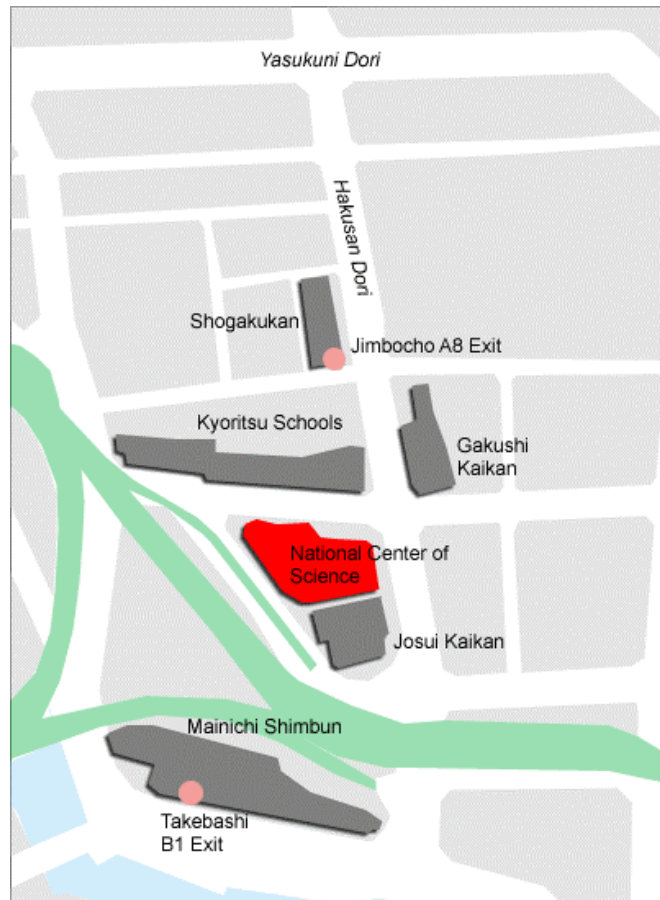 Yasukuni Dori
Hakusan Dori
Shogakukan
Jimbocho A8 Exit
Kyoritsu Schools
Gakushi
Kaikan
National Center of
Science
Josui Kaikan
Mainichi Shimbun
Takebashi
B1 Exit